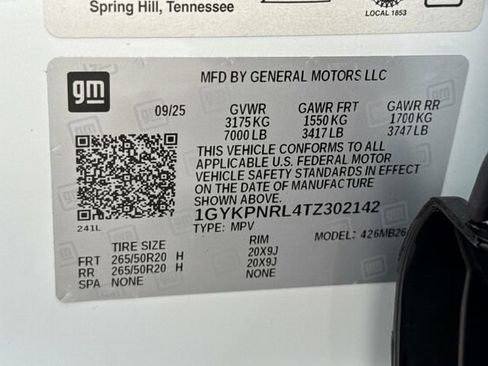 Spring Hill, Tennessee
LOCAL 1853
gm
MFD BY GENERAL MOTORS LLC
09/25 GVWR GAWR FRT GAWR RR
3175 KG 1550 KG 1700 KG
7000 LB 3417 LB 3747 LB
THIS VEHICLE CONFORMS TO ALL
APPLICABLE U.S. FEDERAL MOTOR
VEHICLE SAFETY STANDARDS IN EFFECT
ON THE DATE OF MANUFACTURE
SHOWN ABOVE.
1GYKPNRL4TZ302142
TYPE: MPV MODEL: 426MB26
241L
TIRE SIZE RIM
FRT 265/50R20 H 20X9J
RR 265/50R20 H 20X9J
SPA NONE NONE